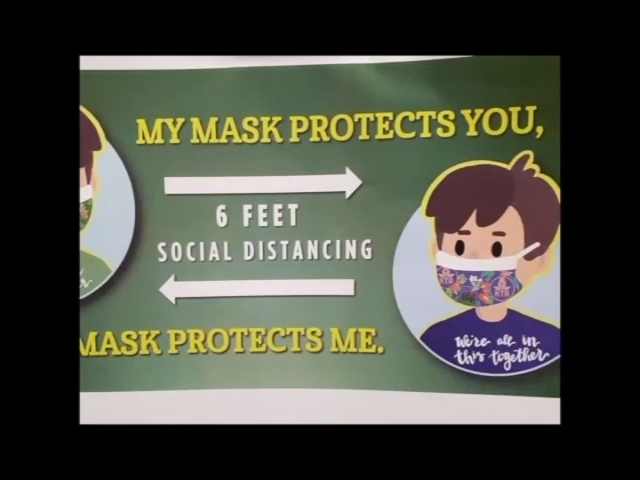 MY MASK PROTECTS YOU,
6 FEET
SOCIAL DISTANCING
MASK PROTECTS ME.
We're all in
this together